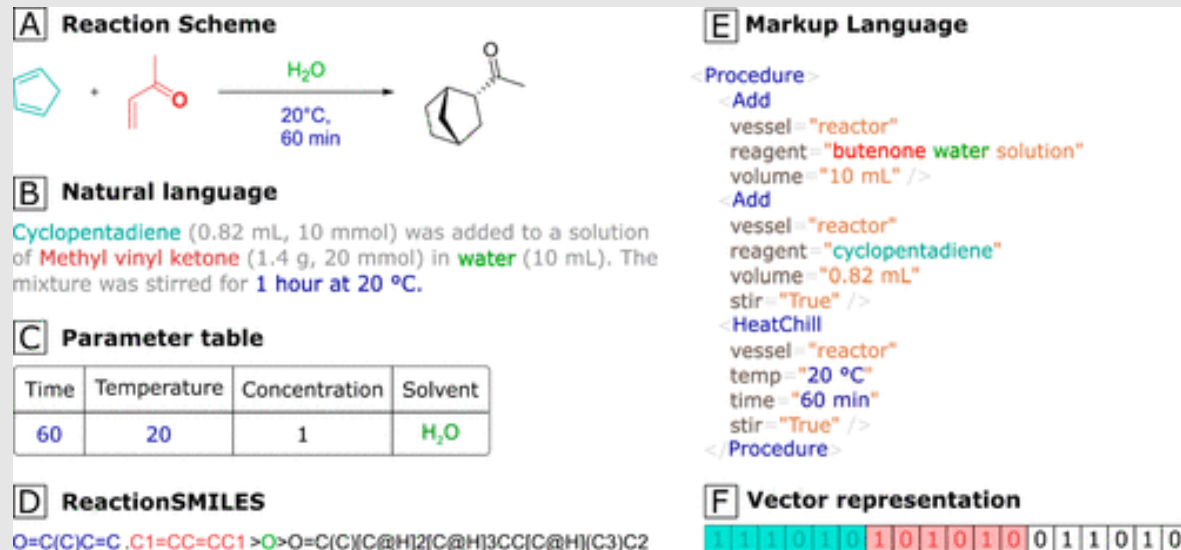 A Reaction Scheme
+
O
H₂O
20°C,
60 min
O
B Natural language
Cyclopentadiene (0.82 mL, 10 mmol) was added to a solution
of Methyl vinyl ketone (1.4 g, 20 mmol) in water (10 mL). The
mixture was stirred for 1 hour at 20 ºC.
C Parameter table
Time Temperature Concentration Solvent
60 20 1 H₂O
D ReactionSMILES
O=C(C)C=C.C1=CC=CC1>O>O=C(C)[C@H]2[C@H]3CC[C@H](C3)C2
E Markup Language
<Procedure>
<Add
vessel="reactor"
reagent="butenone water solution"
volume="10 mL" />
<Add
vessel="reactor"
reagent="cyclopentadiene"
volume="0.82 mL"
stir="True" />
<HeatChill
vessel="reactor"
temp="20 ºC"
time="60 min"
stir="True" />
</Procedure>
F Vector representation
1 1 1 0 1 0 1 0 1 0 1 0 0 1 1 0 1 0